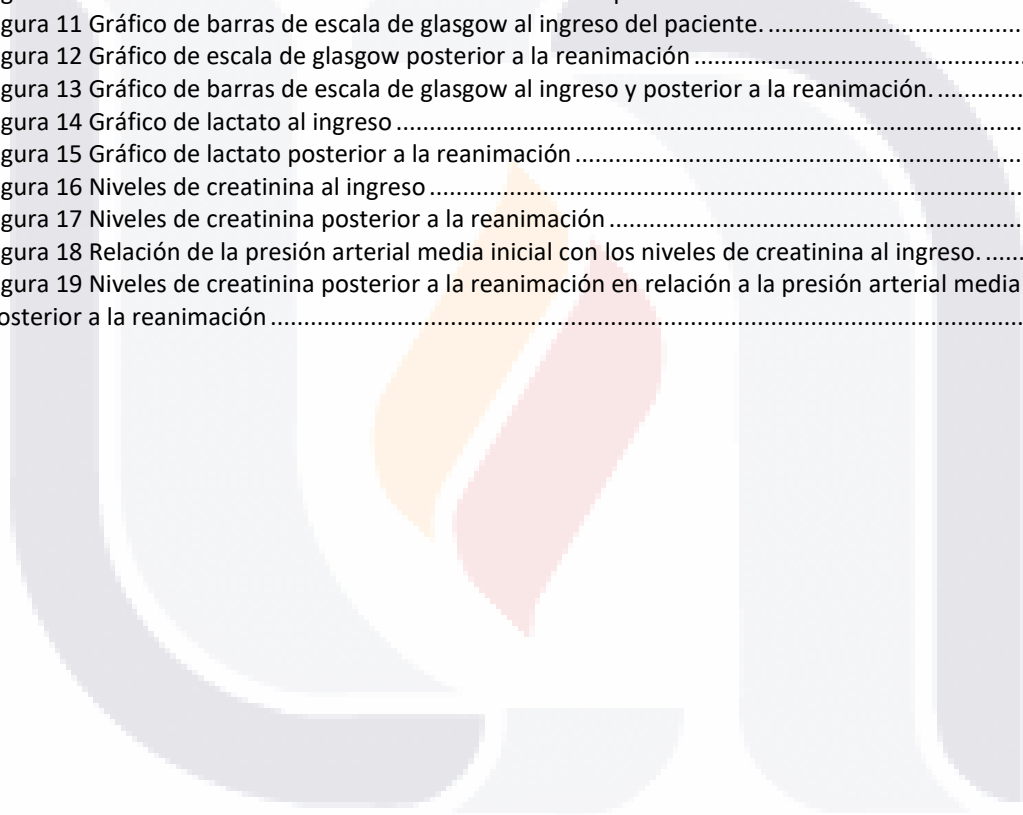 gura 11 Gráfico de barras de escala de glasgow al ingreso del paciente. ........................................
gura 12 Gráfico de escala de glasgow posterior a la reanimación ....................................................
gura 13 Gráfico de barras de escala de glasgow al ingreso y posterior a la reanimación. .............
gura 14 Gráfico de lactato al ingreso ...............................................................................................
gura 15 Gráfico de lactato posterior a la reanimación .....................................................................
gura 16 Niveles de creatinina al ingreso ..........................................................................................
gura 17 Niveles de creatinina posterior a la reanimación ................................................................
gura 18 Relación de la presión arterial media inicial con los niveles de creatinina al ingreso. ......
gura 19 Niveles de creatinina posterior a la reanimación en relación a la presión arterial media
osterior a la reanimación .................................................................................................................